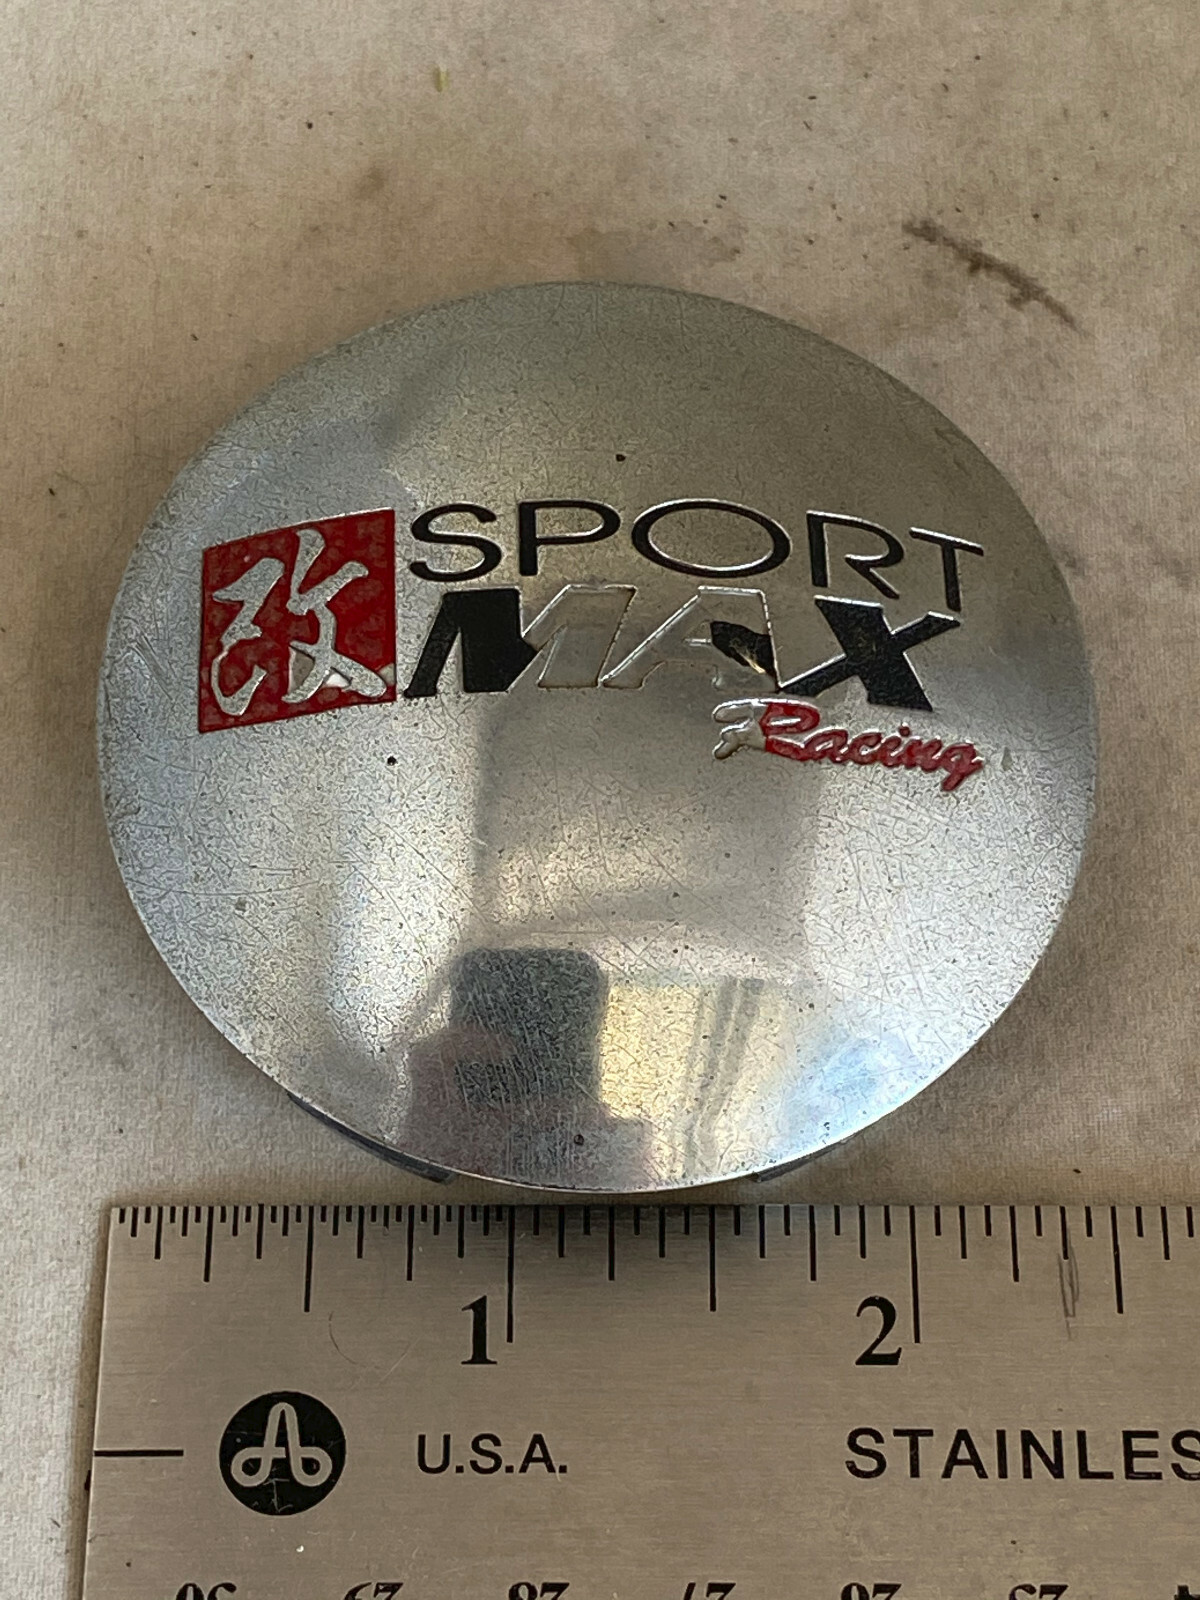 改
SPORT
MAX
Racing
1 2
U.S.A. STAINLES